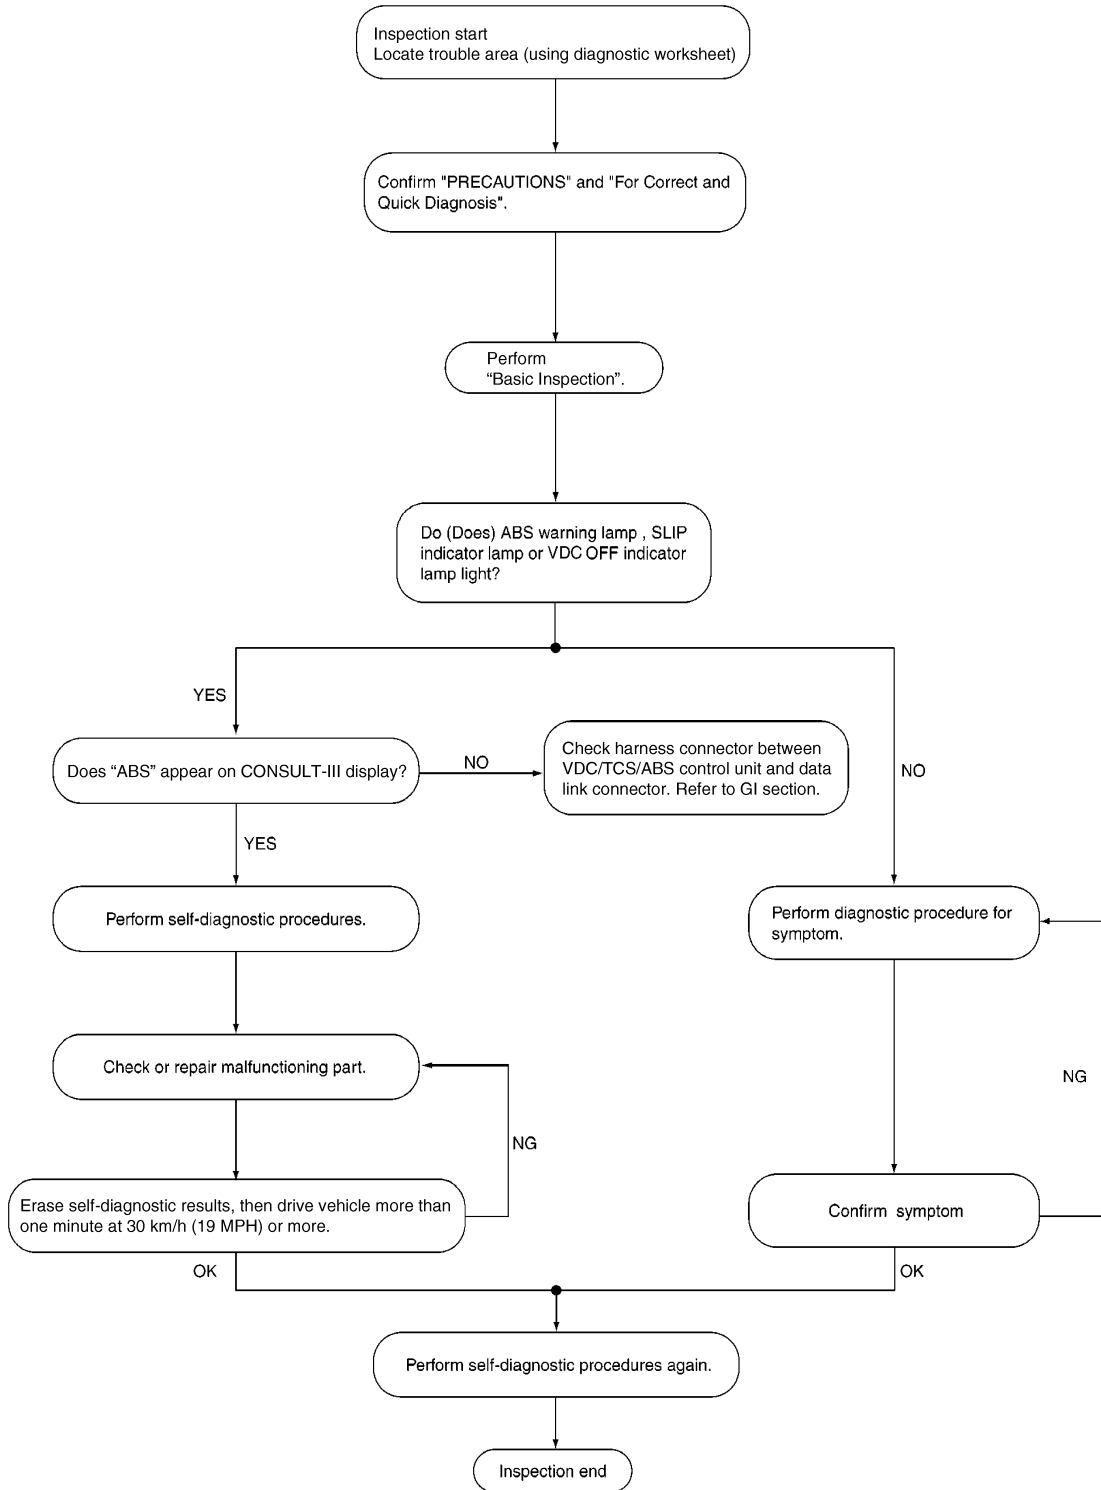 Inspection start
Locate trouble area (using diagnostic worksheet)
Confirm "PRECAUTIONS" and "For Correct and
Quick Diagnosis".
Perform
“Basic Inspection”.
Do (Does) ABS warning lamp , SLIP
indicator lamp or VDC OFF indicator
lamp light?
YES
NO
Does “ABS” appear on CONSULT-III display?
NO
Check harness connector between
VDC/TCS/ABS control unit and data
link connector. Refer to GI section.
YES
Perform self-diagnostic procedures.
Perform diagnostic procedure for
symptom.
Check or repair malfunctioning part.
NG
NG
Erase self-diagnostic results, then drive vehicle more than
one minute at 30 km/h (19 MPH) or more.
Confirm symptom
OK
OK
Perform self-diagnostic procedures again.
Inspection end